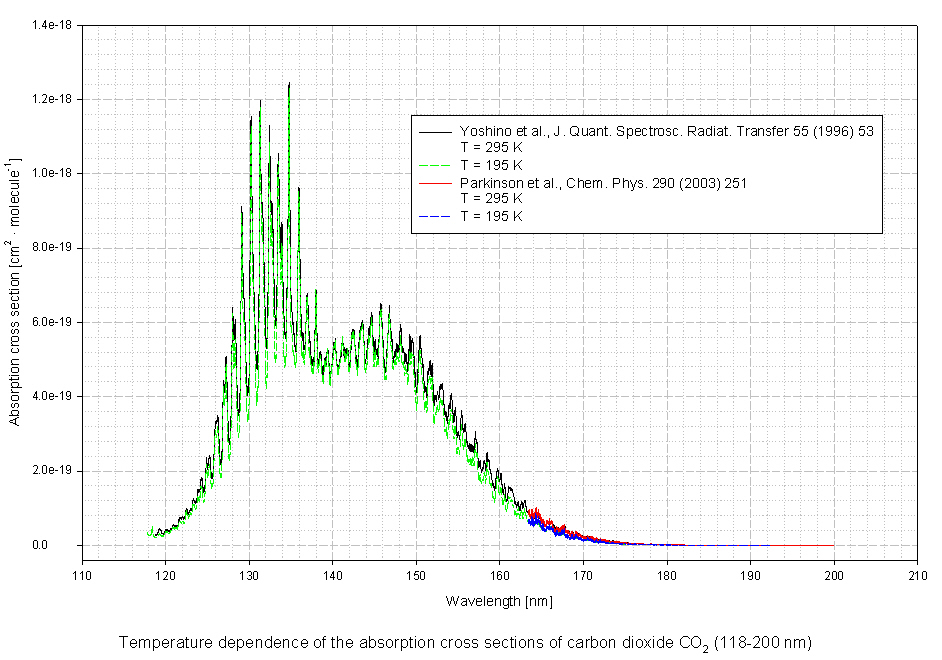 1.4e-18
1.2e-18
1.0e-18
8.0e-19
6.0e-19
4.0e-19
2.0e-19
0.0
Absorption cross section [cm² · molecule⁻¹]
Yoshino et al., J. Quant. Spectrosc. Radiat. Transfer 55 (1996) 53
T = 295 K
T = 195 K
Parkinson et al., Chem. Phys. 290 (2003) 251
T = 295 K
T = 195 K
110 120 130 140 150 160 170 180 190 200 210
Wavelength [nm]
Temperature dependence of the absorption cross sections of carbon dioxide CO₂ (118-200 nm)